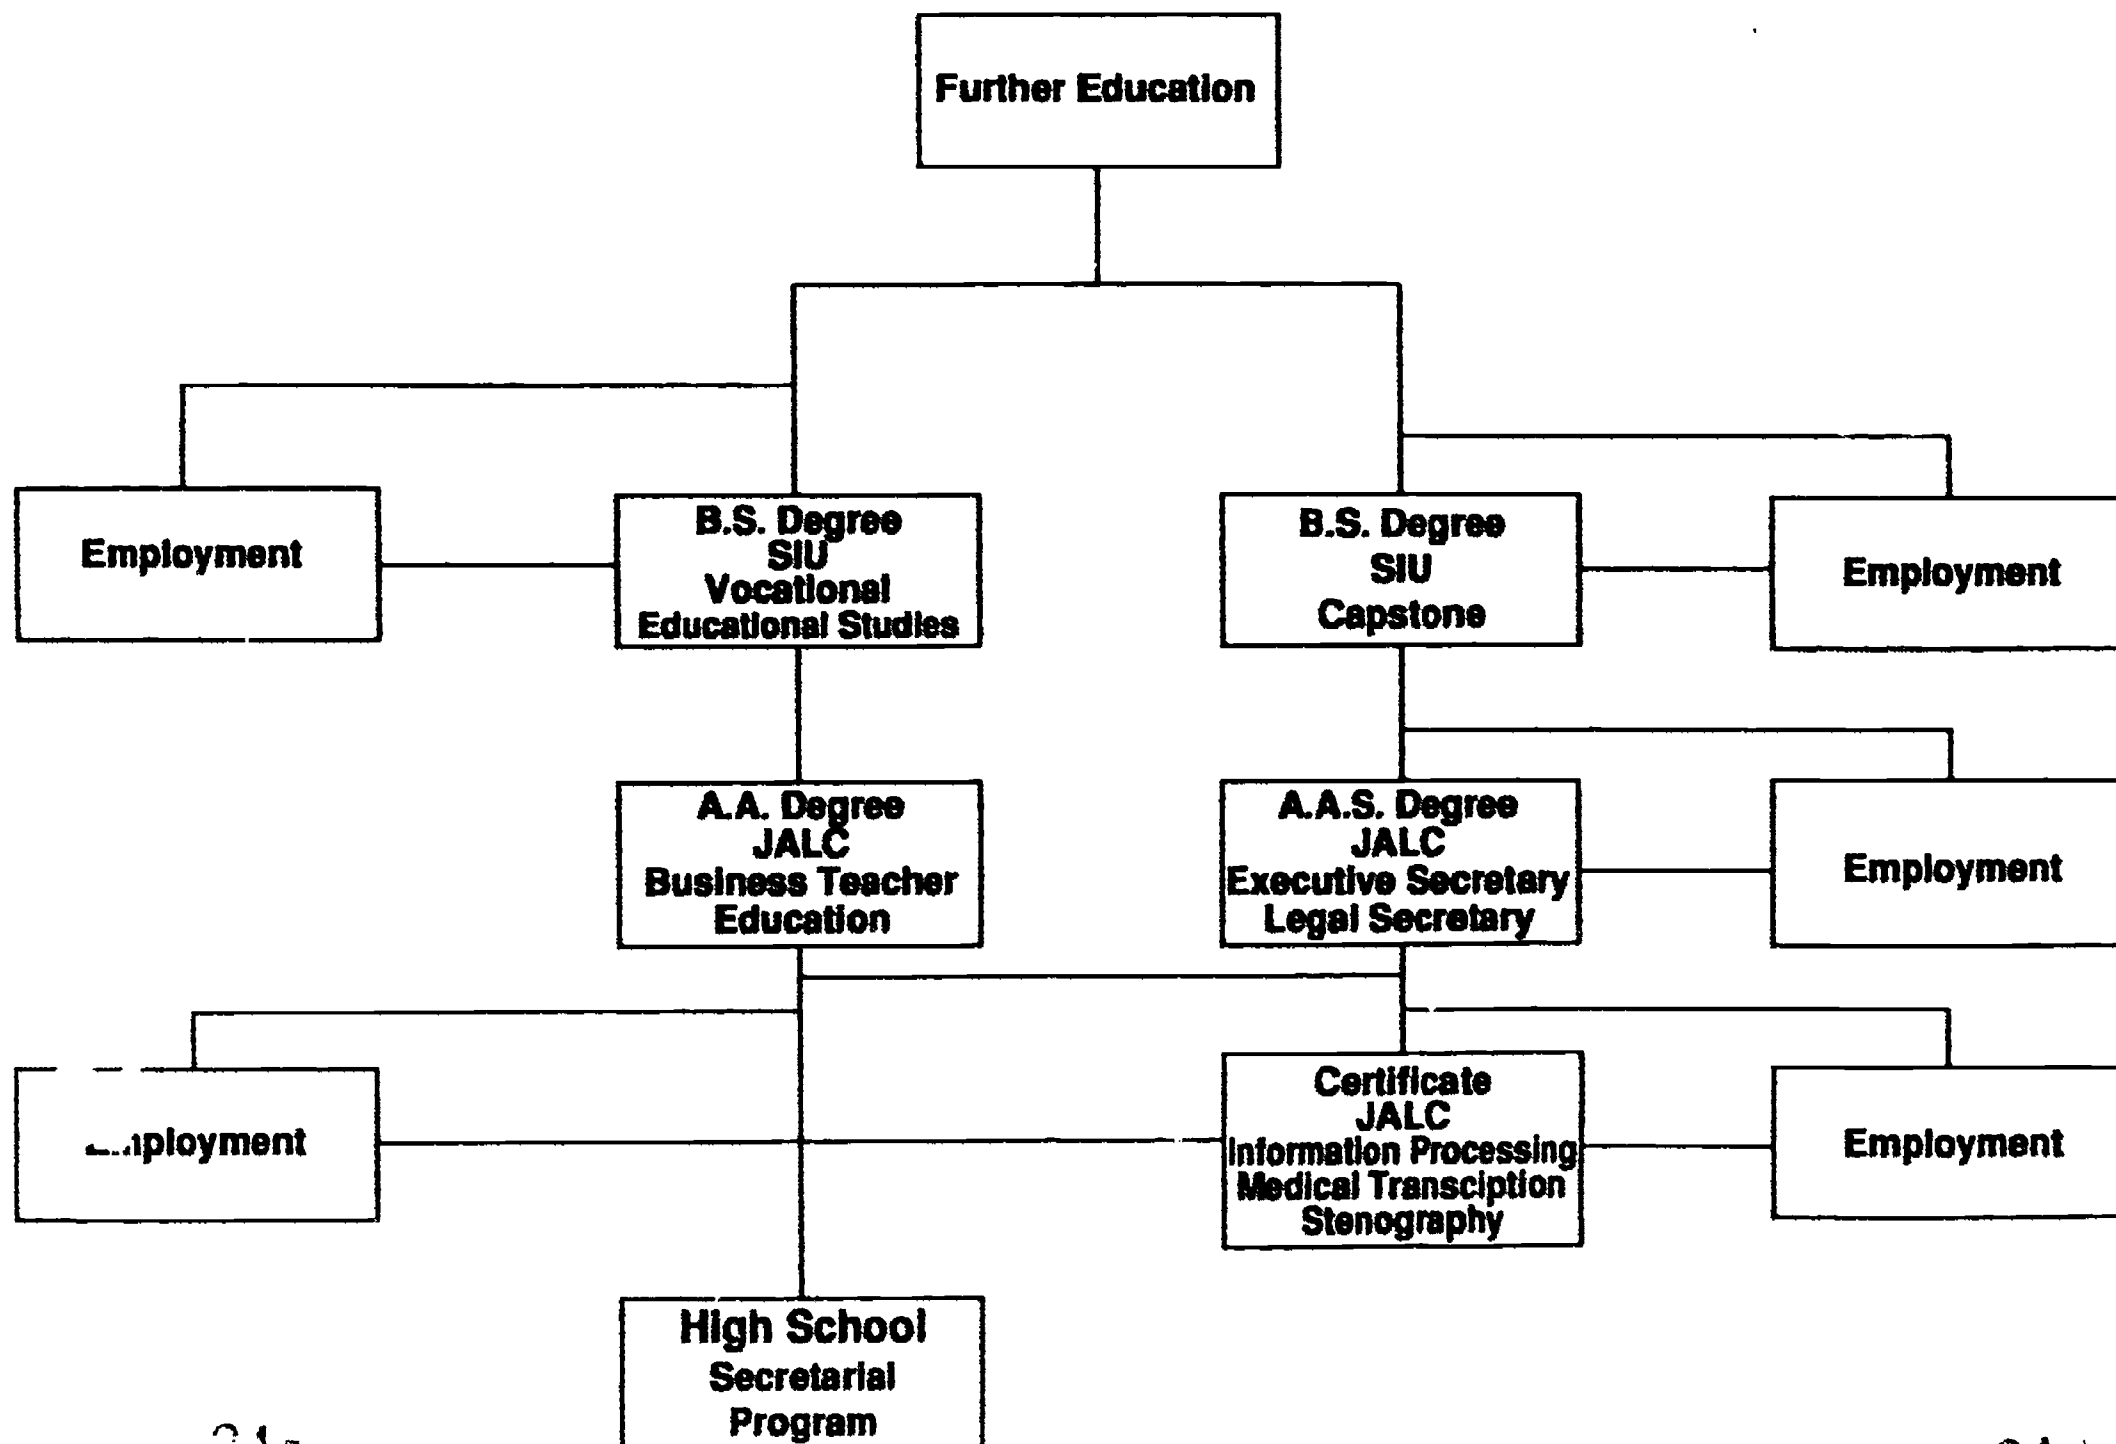 Further Education
Employment
B.S. Degree
SIU
Vocational
Educational Studies
B.S. Degree
SIU
Capstone
Employment
A.A. Degree
JALC
Business Teacher
Education
A.A.S. Degree
JALC
Executive Secretary
Legal Secretary
Employment
Certificate
JALC
Information Processing
Medical Transciption
Stenography
Employment
High School
Secretarial
Program